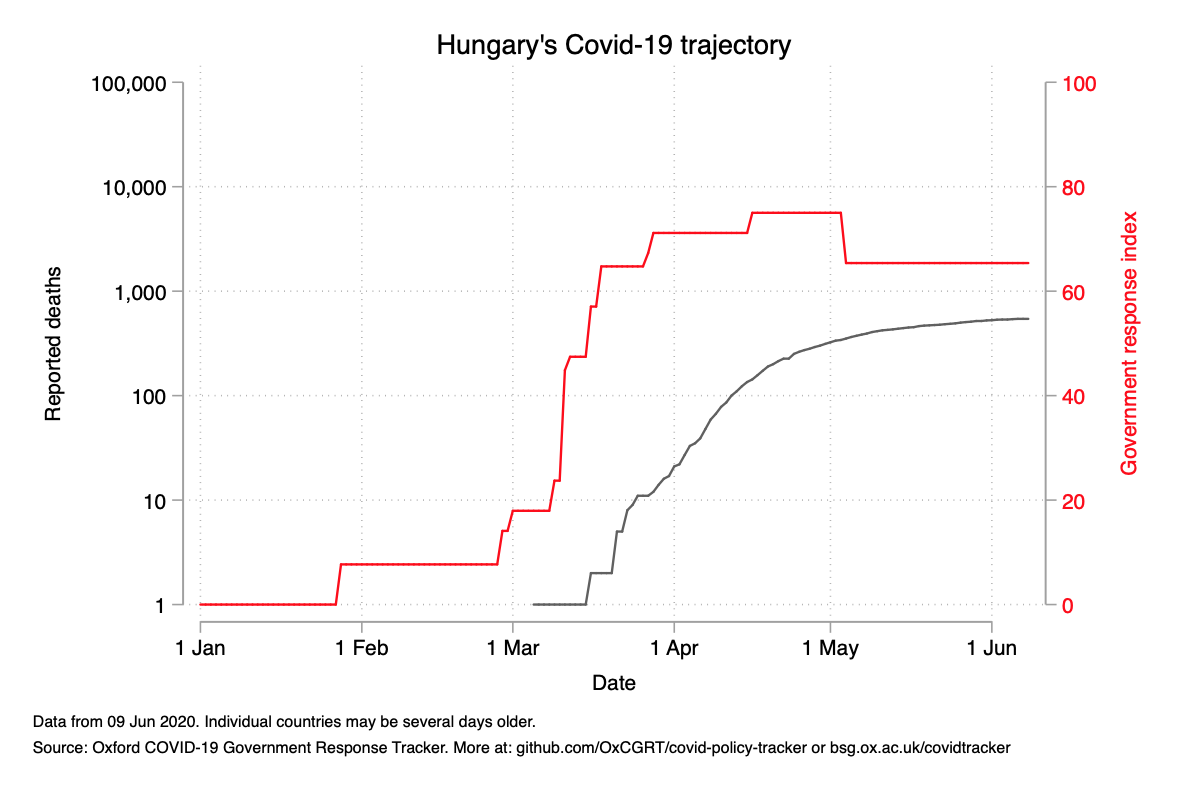 Hungary's Covid-19 trajectory
100,000
10,000
1,000
100
10
1
Reported deaths
100
80
60
40
20
0
Government response index
1 Jan
1 Feb
1 Mar
1 Apr
1 May
1 Jun
Date
Data from 09 Jun 2020. Individual countries may be several days older.
Source: Oxford COVID-19 Government Response Tracker. More at: github.com/OxCGRT/covid-policy-tracker or bsg.ox.ac.uk/covidtracker